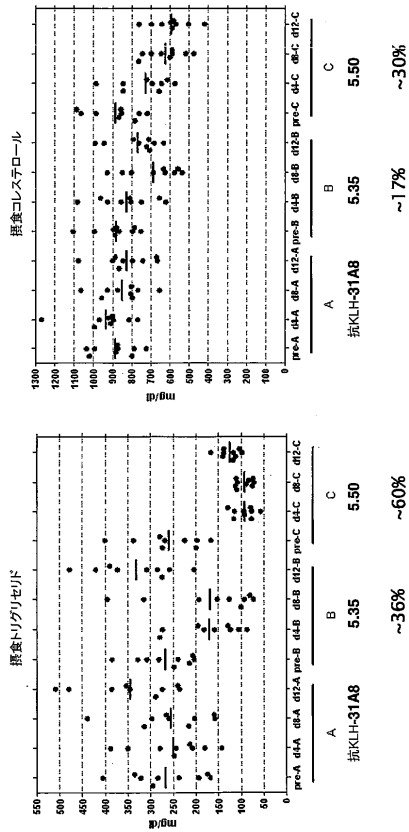 摂食トリグリセリド
mg/dl
550
500
450
400
350
300
250
200
150
100
50
0
pre-A d4-A d8-A d12-A pre-B d4-B d8-B d12-B pre-C d4-C d8-C d12-C
A B C
抗KLH-31A8 5.35 5.50
~36% ~60%
摂食コレステロール
mg/dl
1300
1200
1100
1000
900
800
700
600
500
400
300
200
100
0
pre-A d4-A d8-A d12-A pre-B d4-B d8-B d12-B pre-C d4-C d8-C d12-C
A B C
抗KLH-31A8 5.35 5.50
~17% ~30%